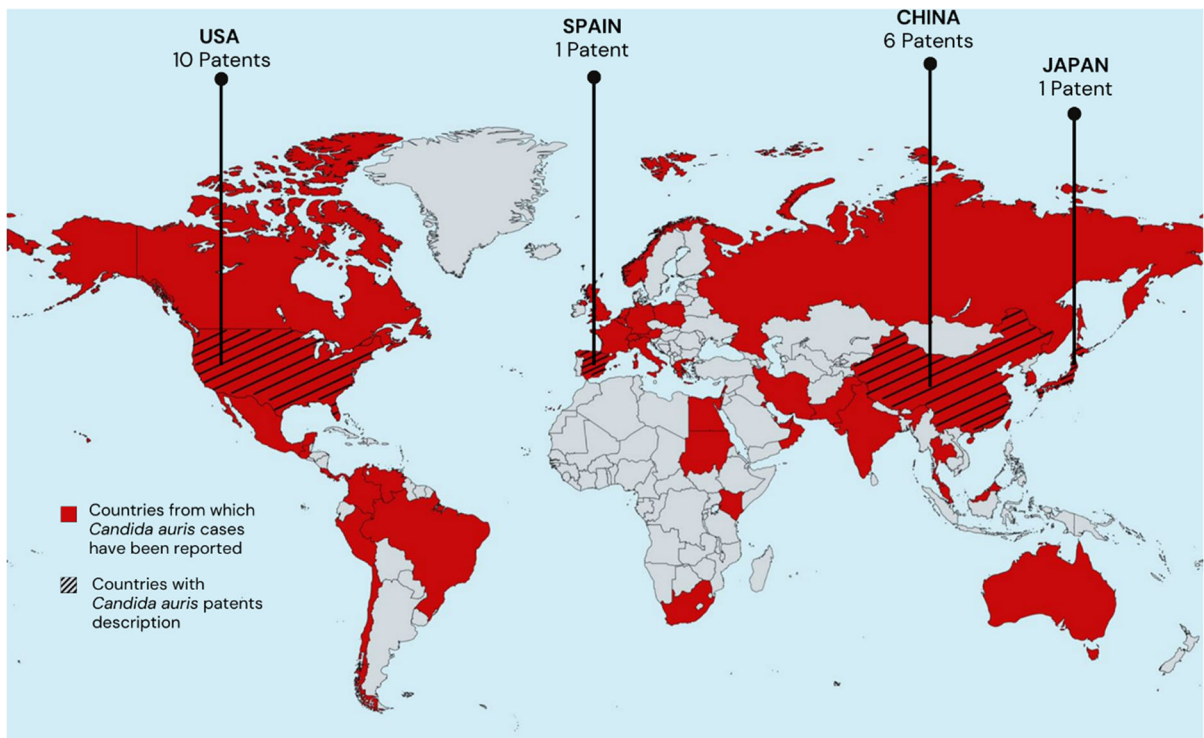 USA
10 Patents
SPAIN
1 Patent
CHINA
6 Patents
JAPAN
1 Patent
Countries from which
Candida auris cases
have been reported
Countries with
Candida auris patents
description